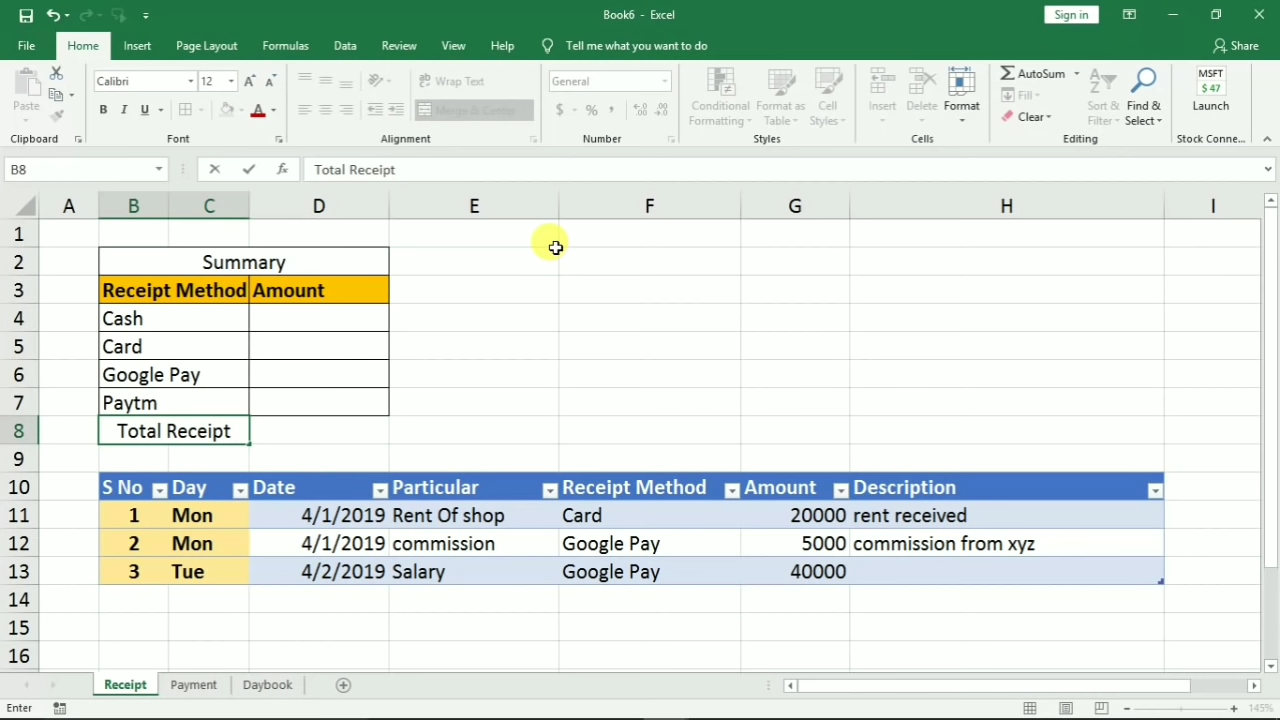 Book6 - Excel
Sign in
File Home Insert Page Layout Formulas Data Review View Help Tell me what you want to do Share
Paste
Calibri 12
B I U
Wrap Text
Merge & Center
General
$ % ,
Conditional Formatting
Format as Table
Cell Styles
Insert Delete Format
AutoSum
Fill
Clear
Sort & Filter
Find & Select
MSFT
$ 47
Launch
Clipboard Font Alignment Number Styles Cells Editing Stock Conne...
B8 fx Total Receipt
A B C D E F G H I
1
2 Summary
3 Receipt Method Amount
4 Cash
5 Card
6 Google Pay
7 Paytm
8 Total Receipt
9
10 S No Day Date Particular Receipt Method Amount Description
11 1 Mon 4/1/2019 Rent Of shop Card 20000 rent received
12 2 Mon 4/1/2019 commission Google Pay 5000 commission from xyz
13 3 Tue 4/2/2019 Salary Google Pay 40000
14
15
16
Receipt Payment Daybook
Enter 145%